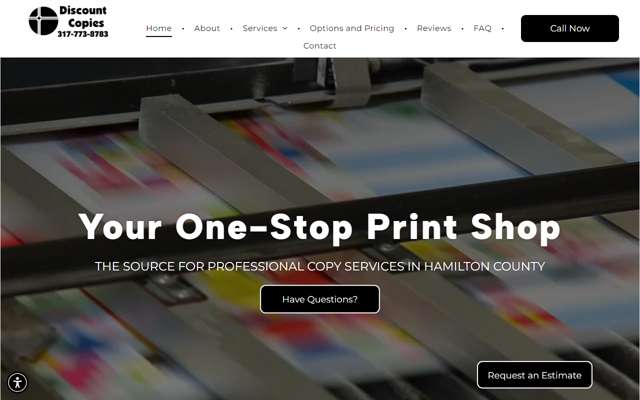 Discount
Copies
317-773-8783
Home • About • Services • Options and Pricing • Reviews • FAQ •
Contact
Call Now
Your One-Stop Print Shop
THE SOURCE FOR PROFESSIONAL COPY SERVICES IN HAMILTON COUNTY
Have Questions?
Request an Estimate